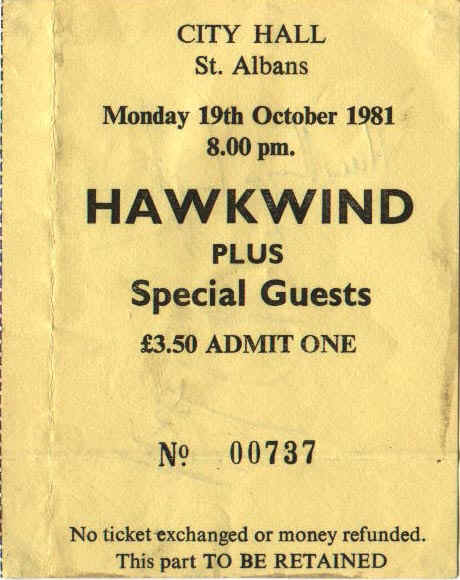 CITY HALL
St. Albans
Monday 19th October 1981
8.00 pm.
HAWKWIND
PLUS
Special Guests
£3.50 ADMIT ONE
Nº 00737
No ticket exchanged or money refunded.
This part TO BE RETAINED